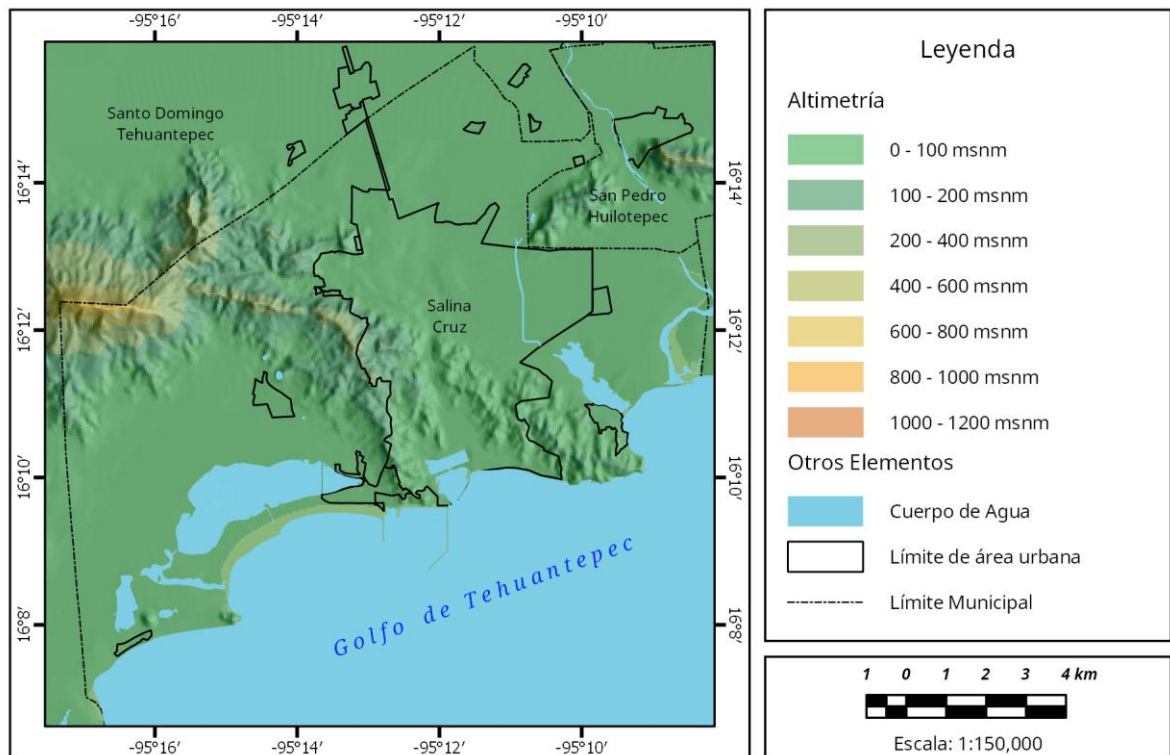 -95°16′
-95°14′
-95°12′
-95°10′
Santo Domingo
Tehuantepec
San Pedro
Huilotepec
Salina
Cruz
Golfo de Tehuantepec
16°14′
16°12′
16°10′
16°8′
16°14′
16°12′
16°10′
16°8′
-95°16′
-95°14′
-95°12′
-95°10′
Leyenda
Altimetría
0 - 100 msnm
100 - 200 msnm
200 - 400 msnm
400 - 600 msnm
600 - 800 msnm
800 - 1000 msnm
1000 - 1200 msnm
Otros Elementos
Cuerpo de Agua
Límite de área urbana
Límite Municipal
1 0 1 2 3 4 km
Escala: 1:150,000